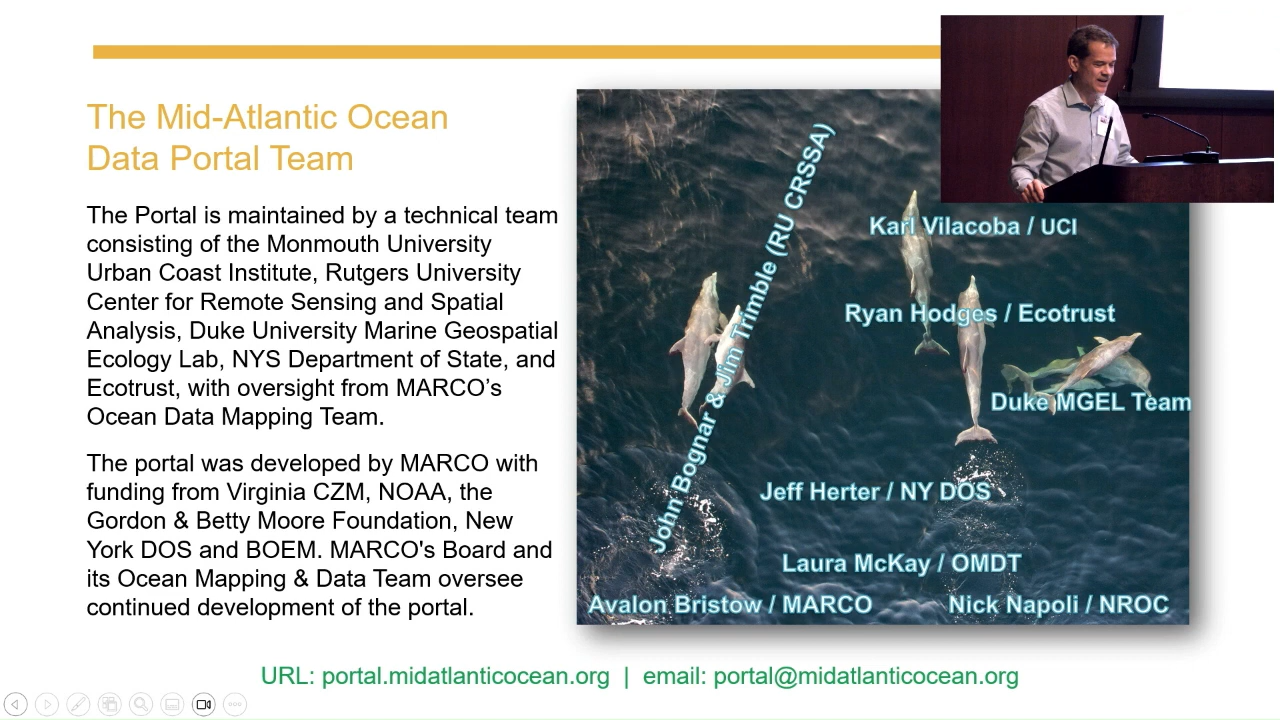 The Mid-Atlantic Ocean
Data Portal Team
The Portal is maintained by a technical team
consisting of the Monmouth University
Urban Coast Institute, Rutgers University
Center for Remote Sensing and Spatial
Analysis, Duke University Marine Geospatial
Ecology Lab, NYS Department of State, and
Ecotrust, with oversight from MARCO’s
Ocean Data Mapping Team.
The portal was developed by MARCO with
funding from Virginia CZM, NOAA, the
Gordon & Betty Moore Foundation, New
York DOS and BOEM. MARCO's Board and
its Ocean Mapping & Data Team oversee
continued development of the portal.
John Bognar & Jim Trimble (RU CRSSA)
Karl Vilacoba / UCI
Ryan Hodges / Ecotrust
Duke MGEL Team
Jeff Herter / NY DOS
Laura McKay / OMDT
Avalon Bristow / MARCO
Nick Napoli / NROC
URL: portal.midatlanticocean.org | email: portal@midatlanticocean.org